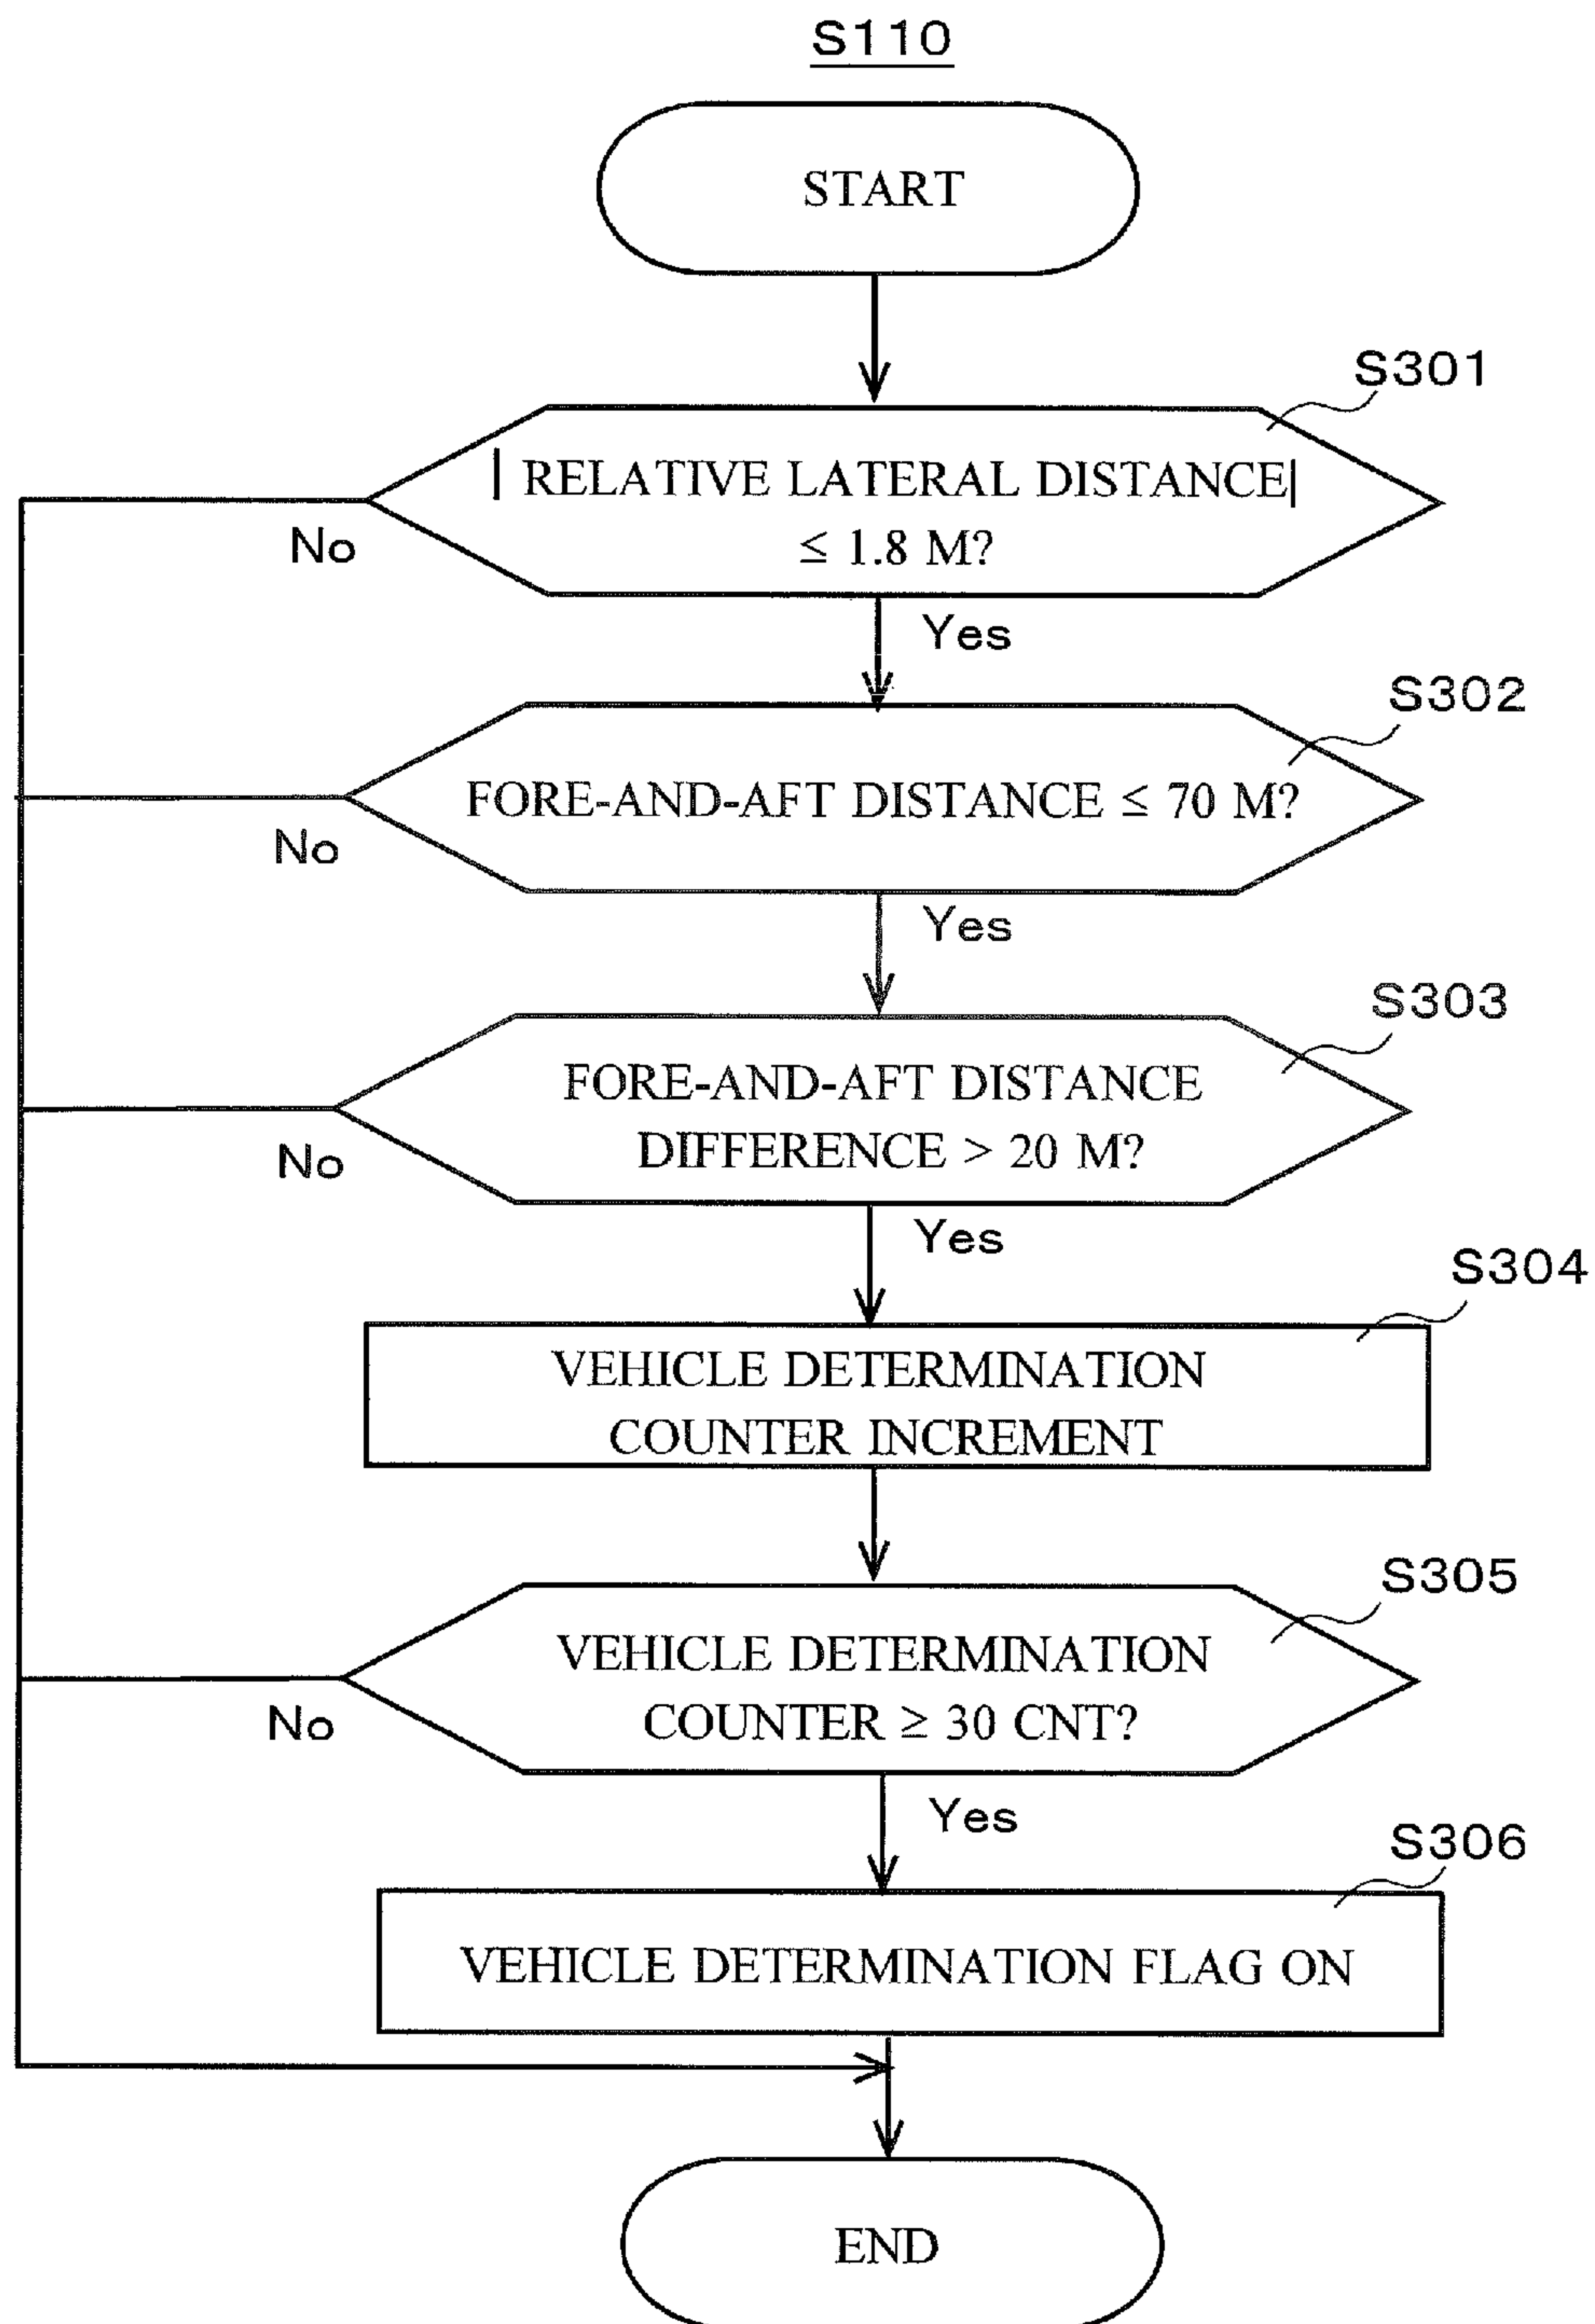 S110
START
S301
| RELATIVE LATERAL DISTANCE|
≤ 1.8 M?
No
Yes
S302
FORE-AND-AFT DISTANCE ≤ 70 M?
No
Yes
S303
FORE-AND-AFT DISTANCE
DIFFERENCE > 20 M?
No
Yes
S304
VEHICLE DETERMINATION
COUNTER INCREMENT
S305
VEHICLE DETERMINATION
COUNTER ≥ 30 CNT?
No
Yes
S306
VEHICLE DETERMINATION FLAG ON
END